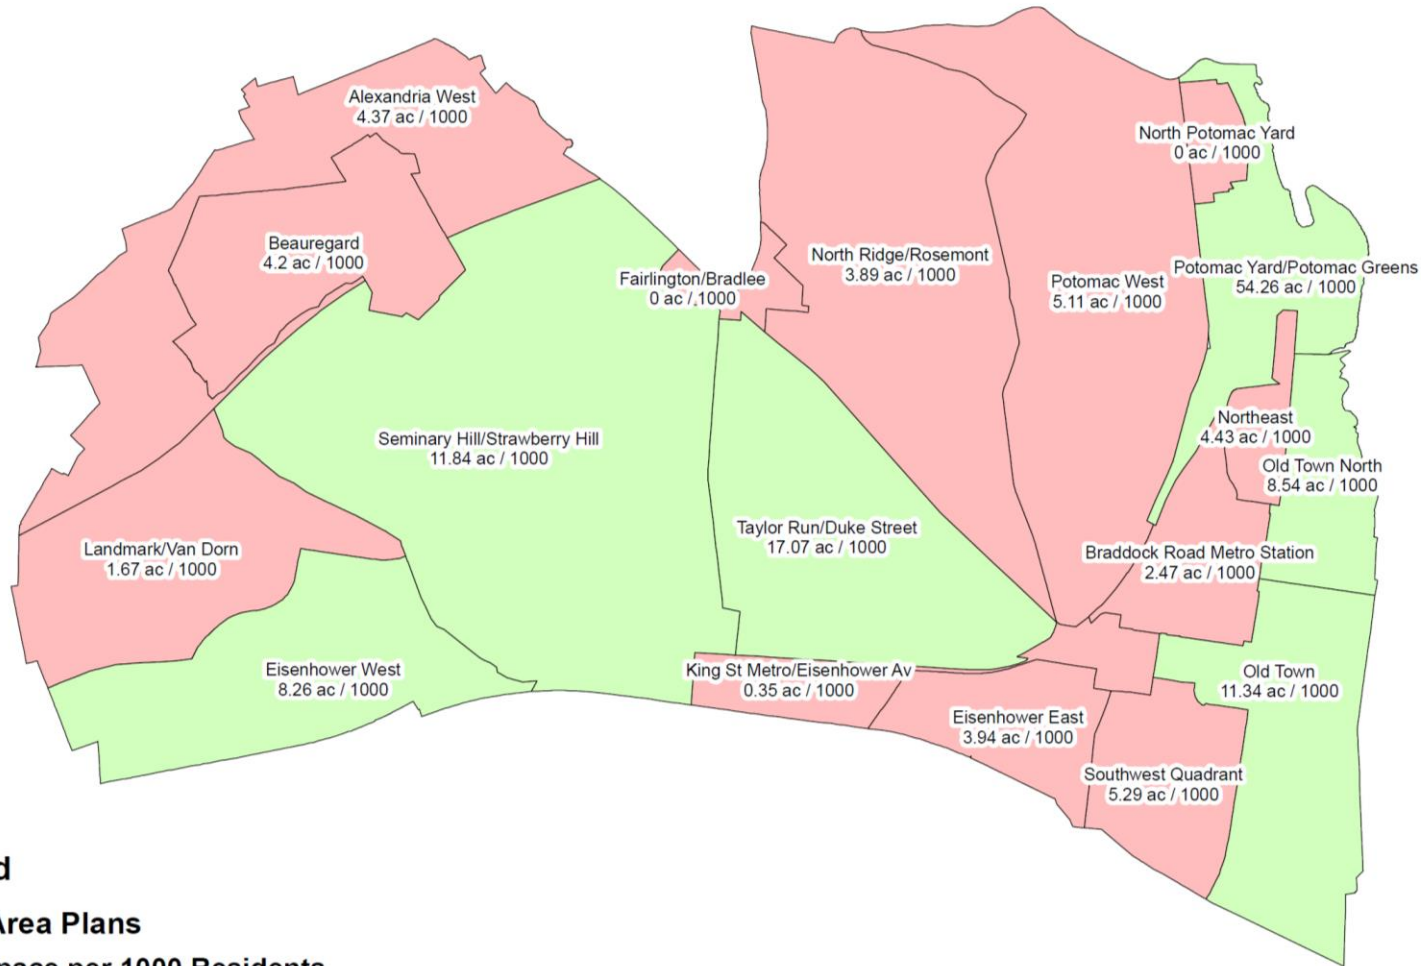 Alexandria West
4.37 ac / 1000
North Potomac Yard
0 ac / 1000
Beauregard
4.2 ac / 1000
North Ridge/Rosemont
3.89 ac / 1000
Fairlington/Bradlee
0 ac / 1000
Potomac West
5.11 ac / 1000
Potomac Yard/Potomac Greens
54.26 ac / 1000
Northeast
4.43 ac / 1000
Seminary Hill/Strawberry Hill
11.84 ac / 1000
Old Town North
8.54 ac / 1000
Taylor Run/Duke Street
17.07 ac / 1000
Landmark/Van Dorn
1.67 ac / 1000
Braddock Road Metro Station
2.47 ac / 1000
Eisenhower West
8.26 ac / 1000
King St Metro/Eisenhower Av
0.35 ac / 1000
Old Town
11.34 ac / 1000
Eisenhower East
3.94 ac / 1000
Southwest Quadrant
5.29 ac / 1000
d
Area Plans
per 1000 Residents